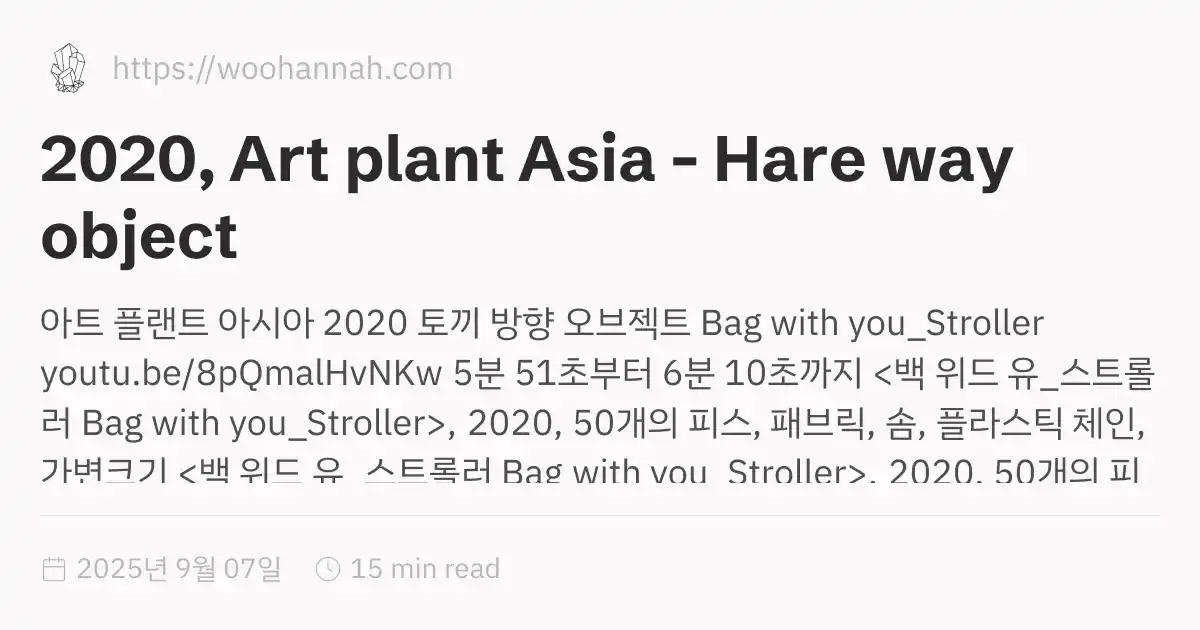 https://woohannah.com
2020, Art plant Asia - Hare way
object
아트 플랜트 아시아 2020 토끼 방향 오브젝트 Bag with you_Stroller
youtu.be/8pQmalHvNKw 5분 51초부터 6분 10초까지 <백 위드 유_스트롤
러 Bag with you_Stroller>, 2020, 50개의 피스, 패브릭, 솜, 플라스틱 체인,
가변크기 <백 위드 유_스트롤러 Bag with you_Stroller>, 2020, 50개의 피
2025년 9월 07일
15 min read